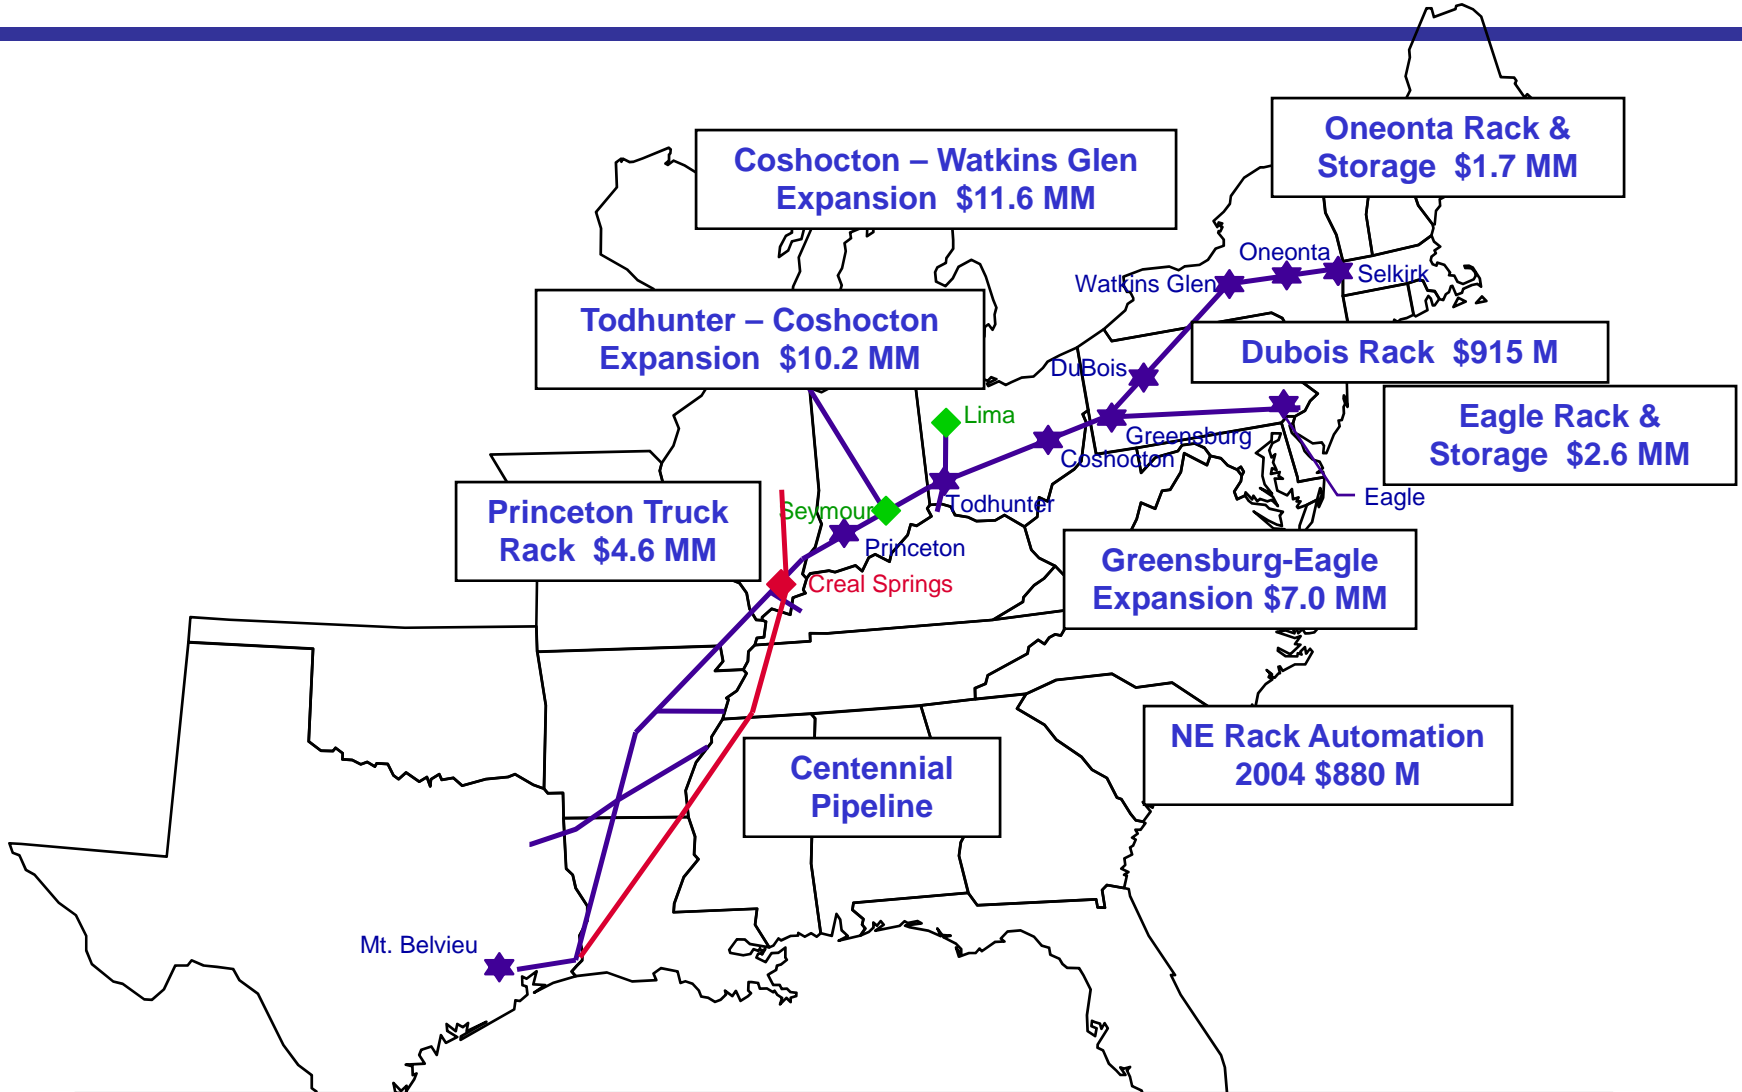 Oneonta Rack &
Storage $1.7 MM
Coshocton – Watkins Glen
Expansion $11.6 MM
Oneonta
Selkirk
Watkins Glen
Todhunter – Coshocton
Expansion $10.2 MM
Dubois Rack $915 M
DuBois
Eagle Rack &
Storage $2.6 MM
Lima
Greensburg
Coshocton
Eagle
Todhunter
Seymour
Princeton Truck
Rack $4.6 MM
Princeton
Greensburg-Eagle
Expansion $7.0 MM
Creal Springs
NE Rack Automation
2004 $880 M
Centennial
Pipeline
Mt. Belvieu